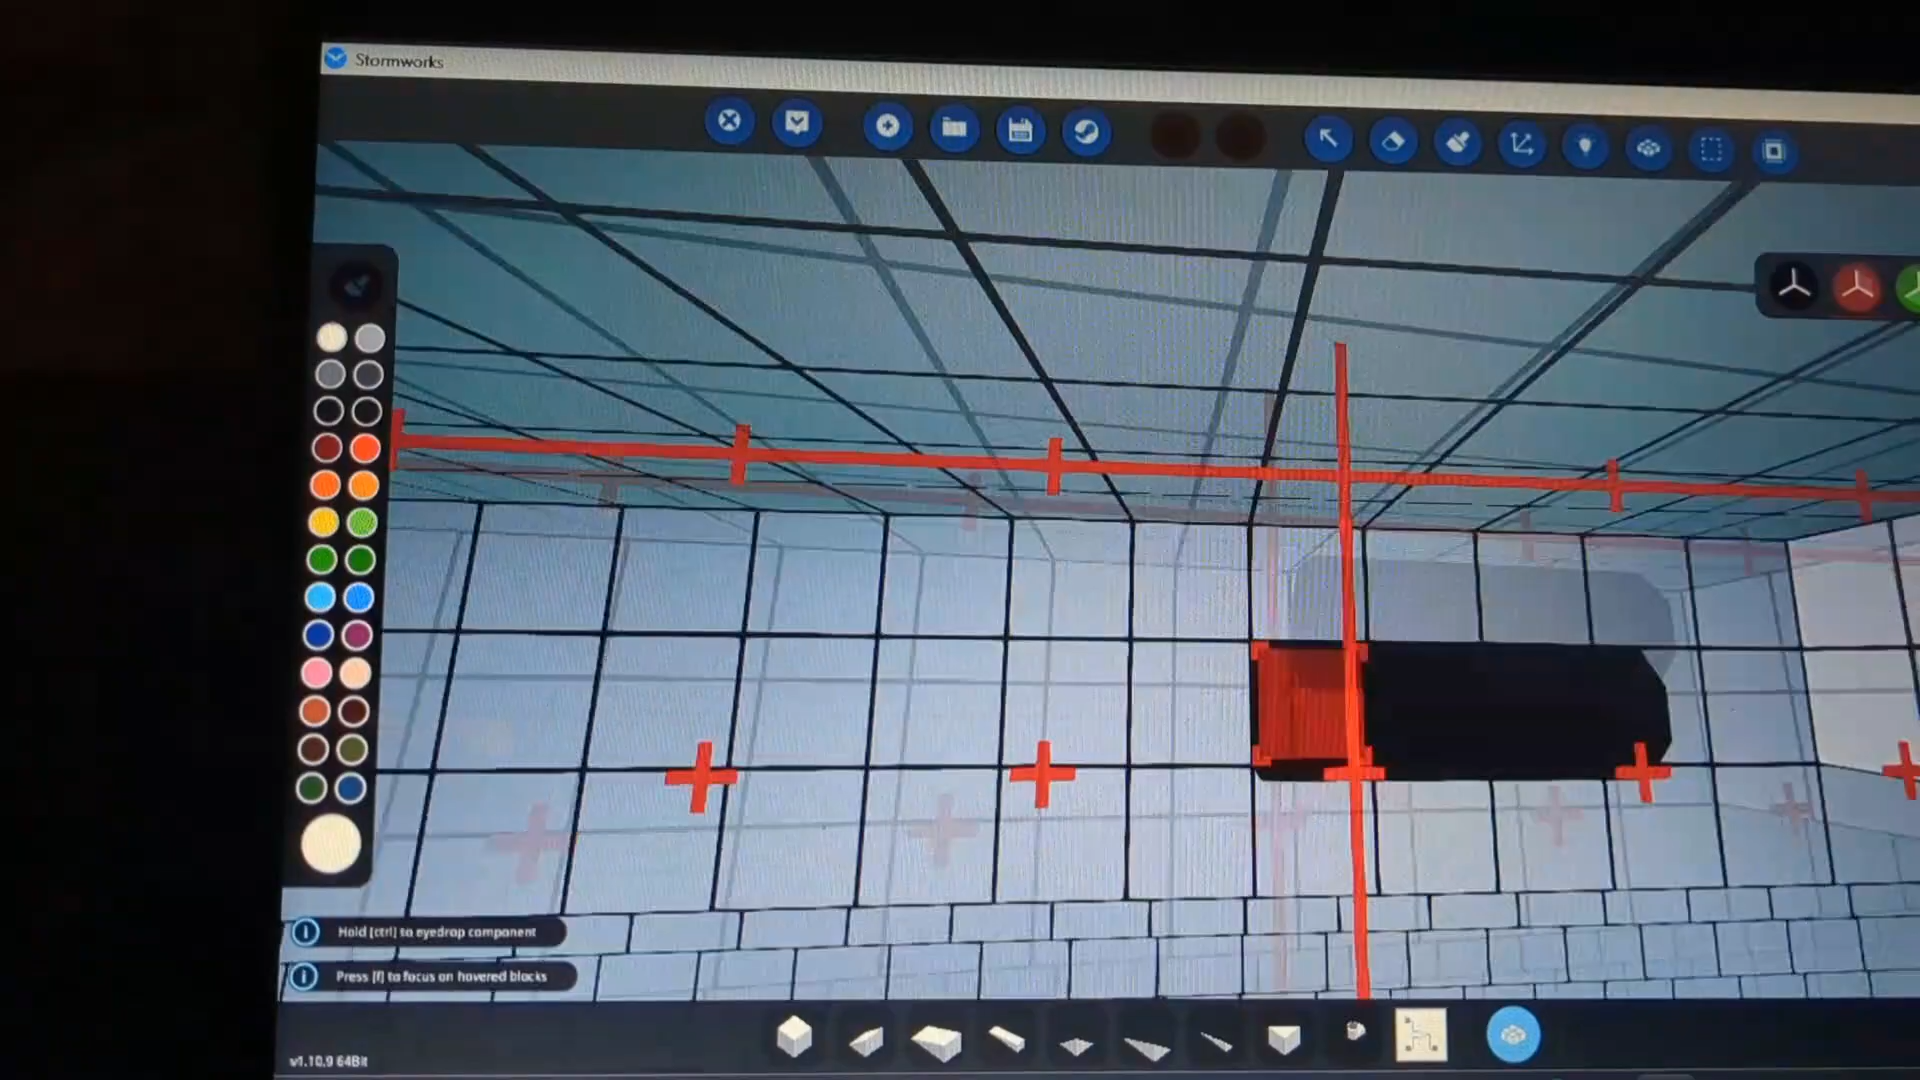 Stormworks
Hold [ctrl] to eyedrop component
Press [f] to focus on hovered blocks
v1.10.9 64Bit